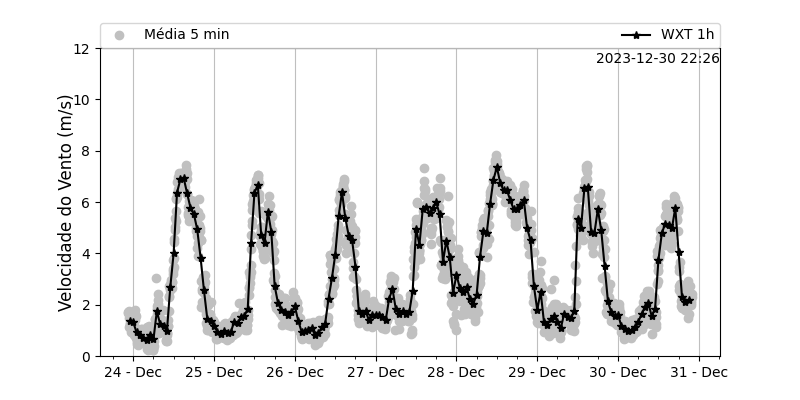 Média 5 min
WXT 1h
2023-12-30 22:26
Velocidade do Vento (m/s)
12
10
8
6
4
2
0
24 - Dec
25 - Dec
26 - Dec
27 - Dec
28 - Dec
29 - Dec
30 - Dec
31 - Dec